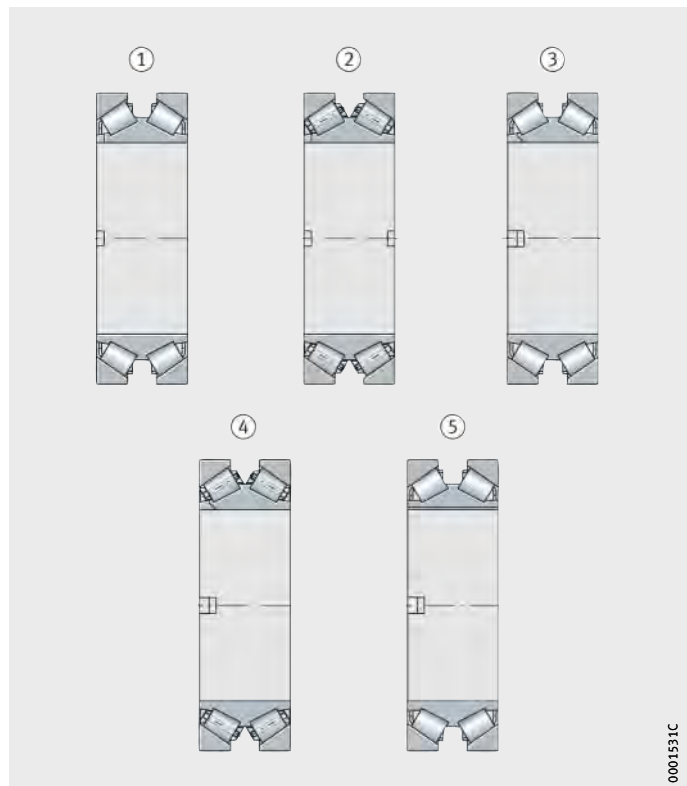 ① ② ③
④ ⑤
0001531C